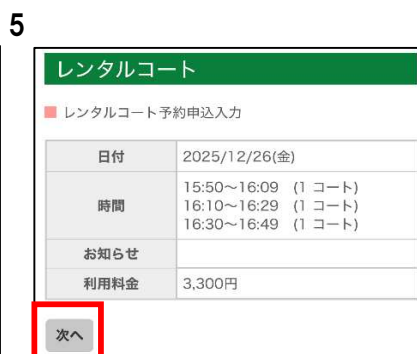 5
レンタルコート
レンタルコート予約申込入力
日付 2025/12/26(金)
時間 15:50~16:09 (1 コート)
16:10~16:29 (1 コート)
16:30~16:49 (1 コート)
お知らせ
利用料金 3,300円
次へ